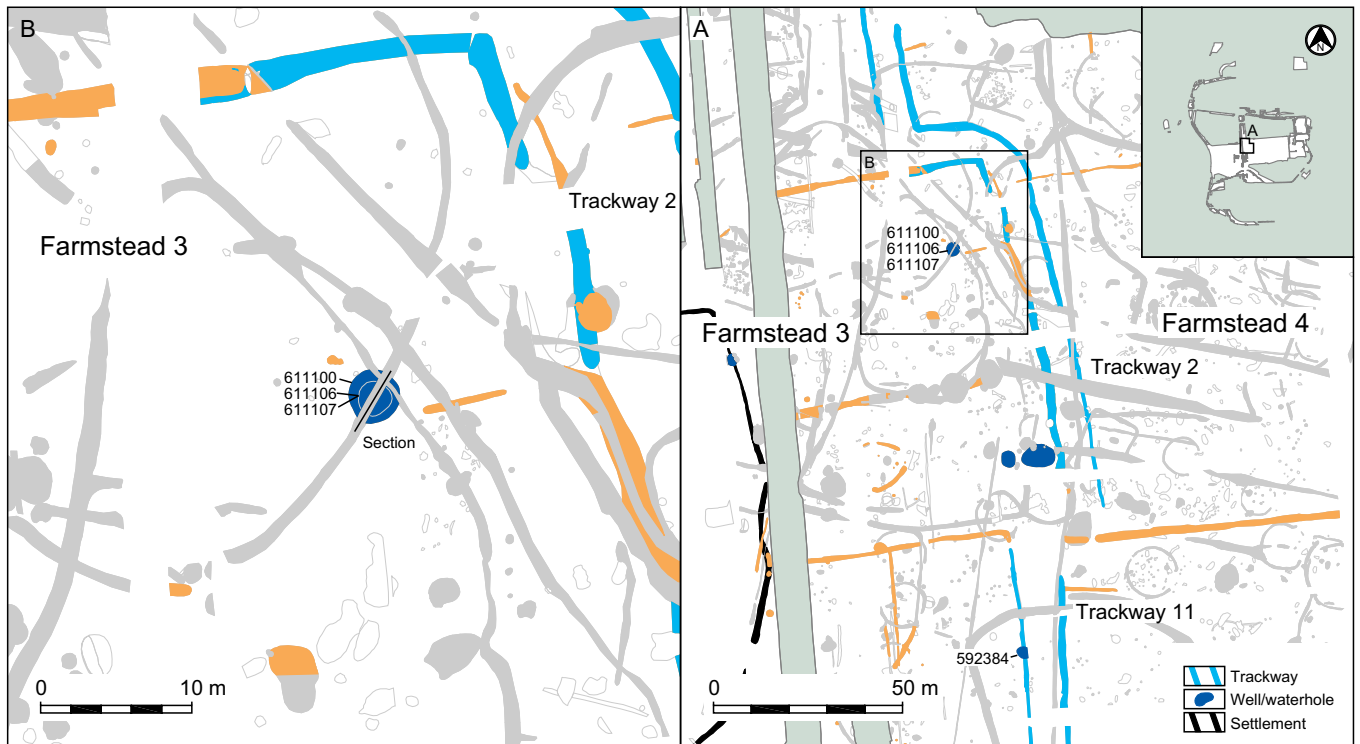 B
Trackway 2
Farmstead 3
611100
611106
611107
Section
0
10 m
A
N
A
B
611100
611106
611107
Farmstead 3
Farmstead 4
Trackway 2
Trackway 11
592384
0
50 m
Trackway
Well/waterhole
Settlement